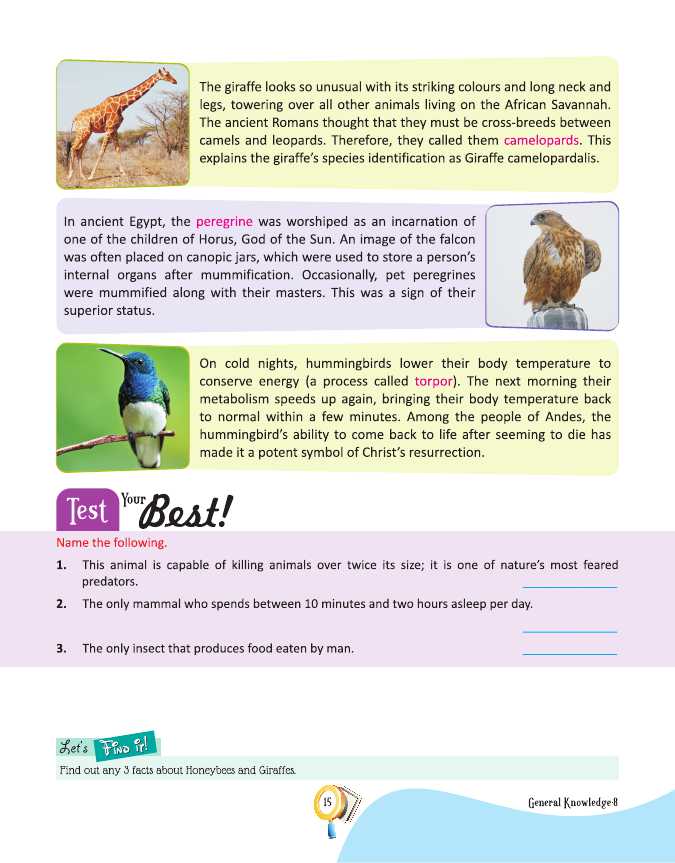 The giraffe looks so unusual with its striking colours and long neck and
legs, towering over all other animals living on the African Savannah.
The ancient Romans thought that they must be cross-breeds between
camels and leopards. Therefore, they called them camelopards. This
explains the giraffe's species identification as Giraffe camelopardalis.
In ancient Egypt, the peregrine was worshiped as an incarnation of
one of the children of Horus, God of the Sun. An image of the falcon
was often placed on canopic jars, which were used to store a person's
internal organs after mummification. Occasionally, pet peregrines
were mummified along with their masters. This was a sign of their
superior status.
On cold nights, hummingbirds lower their body temperature to
conserve energy (a process called torpor). The next morning their
metabolism speeds up again, bringing their body temperature back
to normal within a few minutes. Among the people of Andes, the
hummingbird's ability to come back to life after seeming to die has
made it a potent symbol of Christ's resurrection.
Test Your Best!
Name the following.
1. This animal is capable of killing animals over twice its size; it is one of nature's most feared
predators.
2. The only mammal who spends between 10 minutes and two hours asleep per day.
3. The only insect that produces food eaten by man.
Let's Find it!
Find out any 3 facts about Honeybees and Giraffes.
15
General Knowledge-8